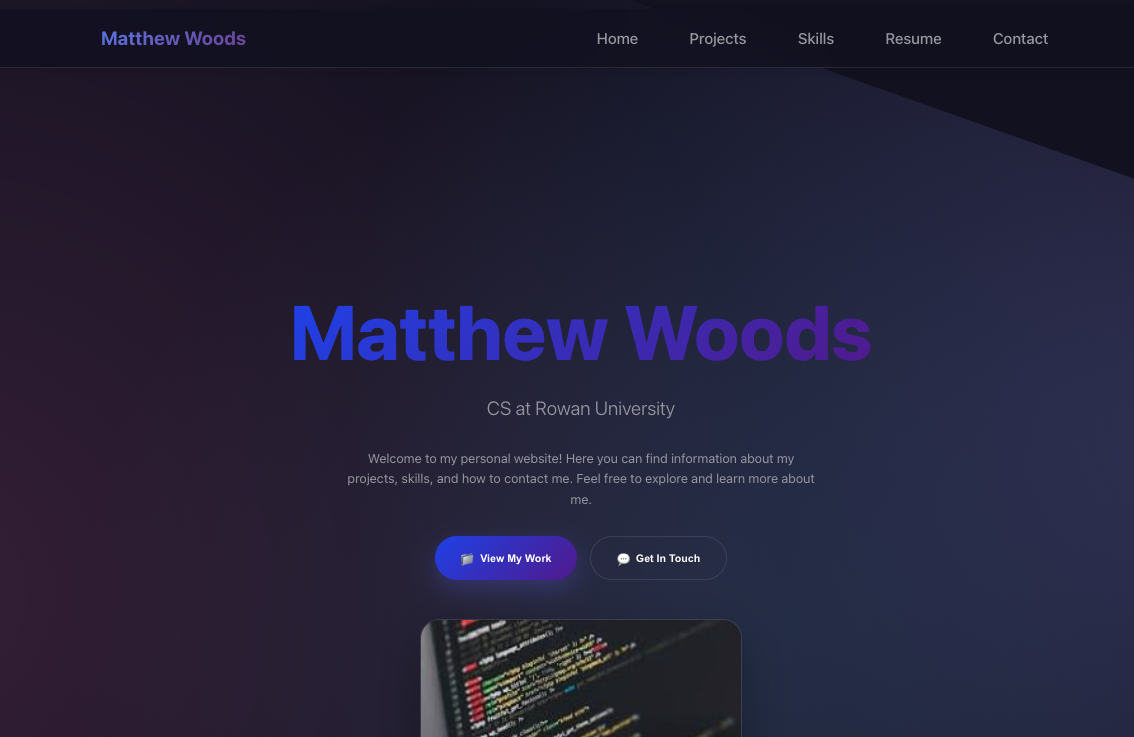 Matthew Woods
Home Projects Skills Resume Contact
Matthew Woods
CS at Rowan University
Welcome to my personal website! Here you can find information about my
projects, skills, and how to contact me. Feel free to explore and learn more about
me.
View My Work
Get In Touch